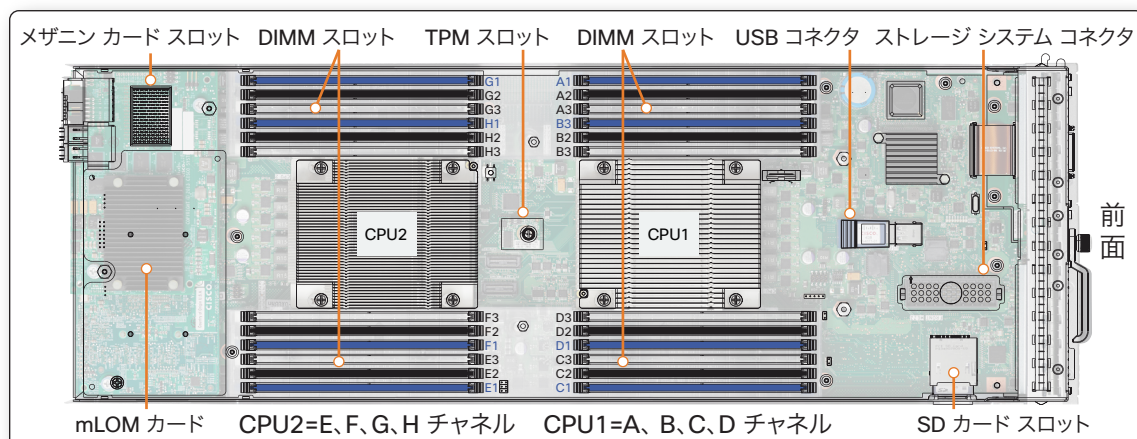 メザニン カード スロット DIMM スロット TPM スロット DIMM スロット USB コネクタ ストレージ システム コネクタ
G1 A1
G2 A2
G3 A3
H1 B3
H2 B2
H3 B3
CPU2 CPU1
前面
CISCO
F3 D3
F2 D2
F1 D1
E3 C3
E2 C2
E1 C1
mLOM カード CPU2=E、F、G、H チャネル CPU1=A、B、C、D チャネル SD カード スロット